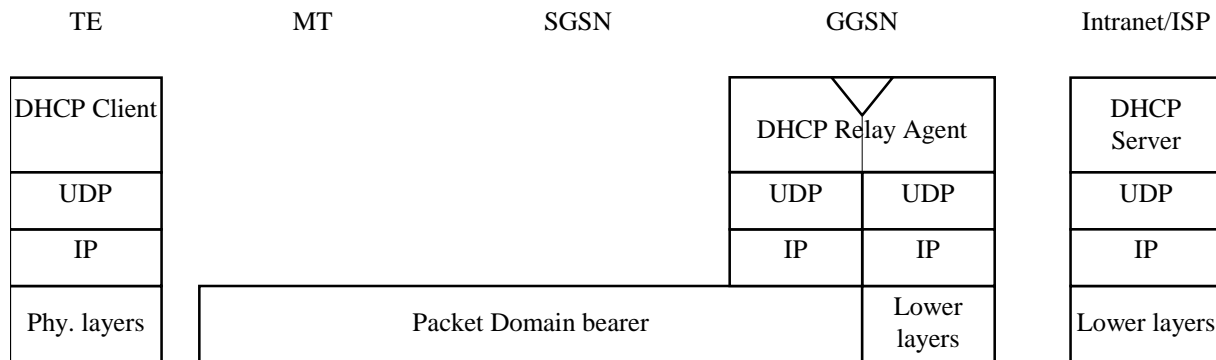 TE MT SGSN GGSN Intranet/ISP
DHCP Client
DHCP Relay Agent
DHCP
Server
UDP UDP UDP UDP
IP IP IP IP
Phy. layers
Packet Domain bearer
Lower
layers
Lower layers